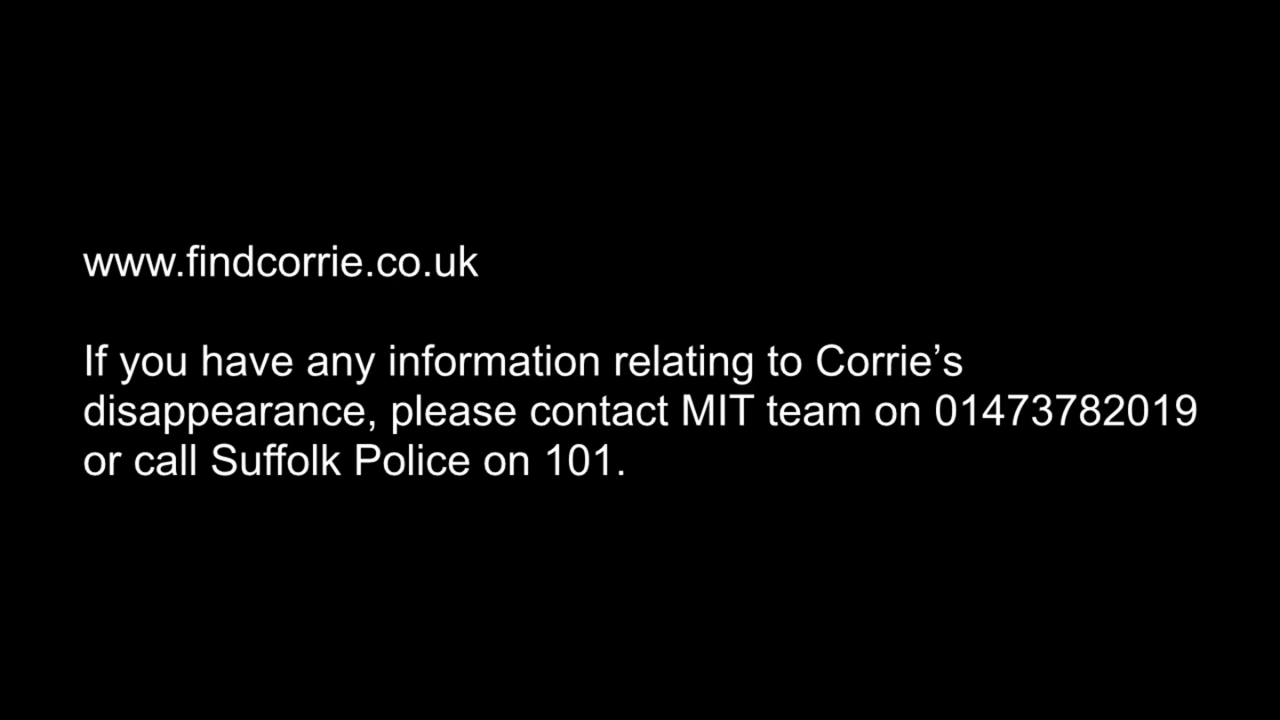 www.findcorrie.co.uk
If you have any information relating to Corrie’s
disappearance, please contact MIT team on 01473782019
or call Suffolk Police on 101.